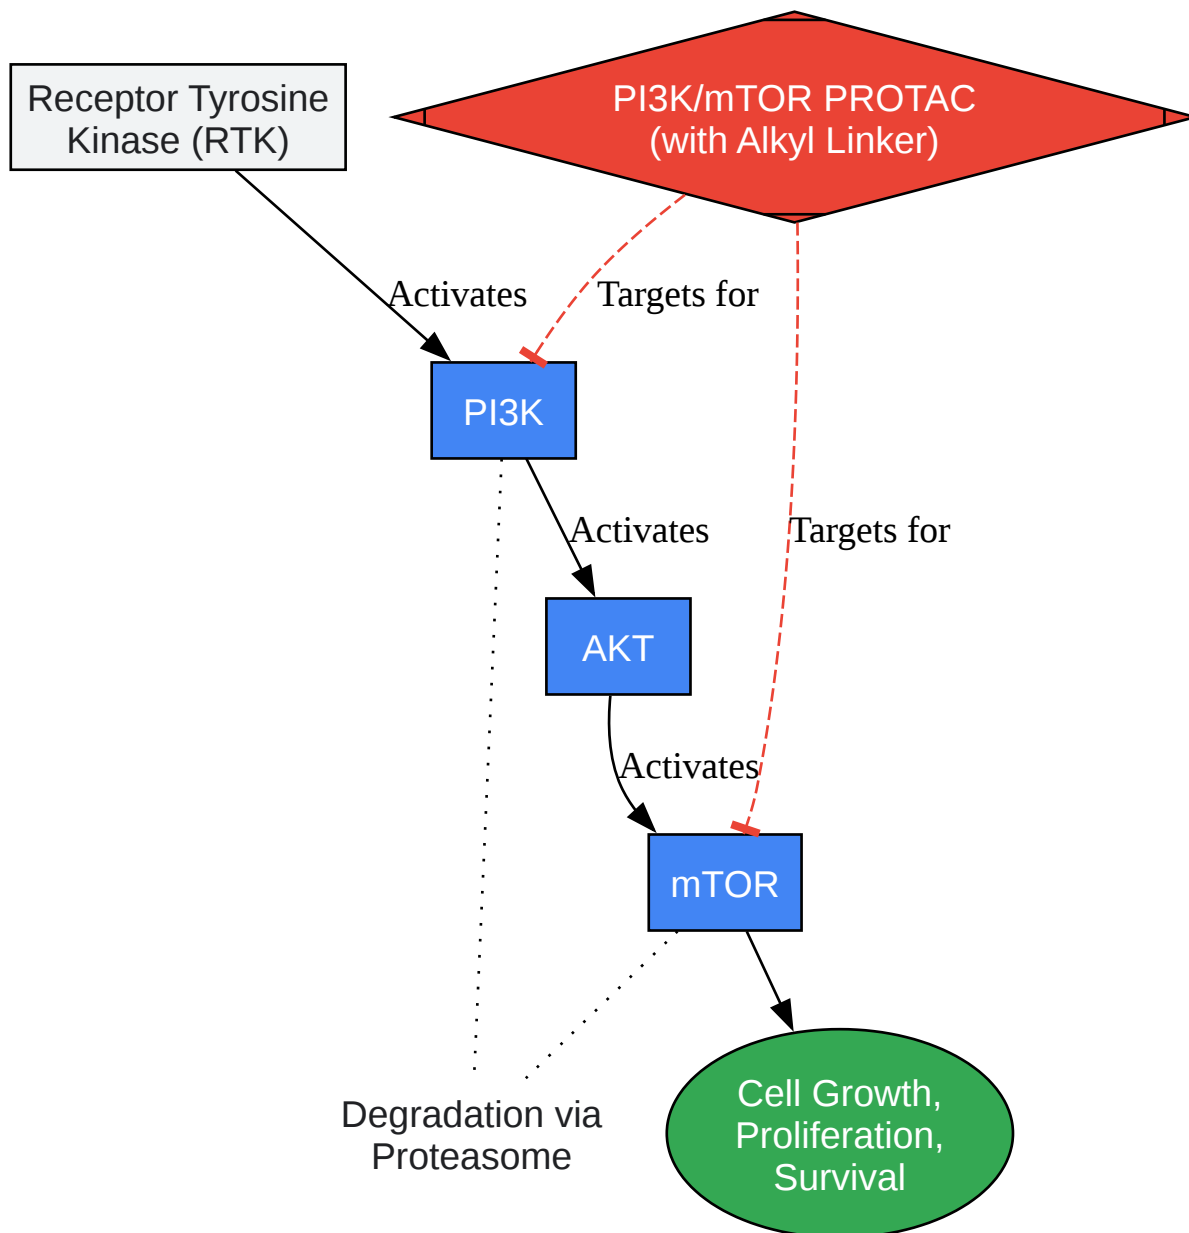 Receptor Tyrosine
Kinase (RTK)
PI3K/mTOR PROTAC
(with Alkyl Linker)
Activates
Targets for
PI3K
Activates
Targets for
AKT
Activates
mTOR
Degradation via
Proteasome
Cell Growth,
Proliferation,
Survival